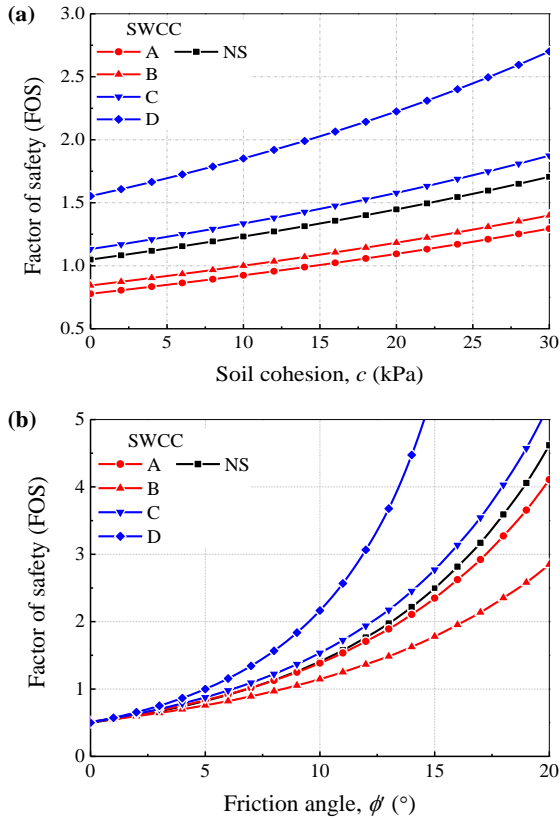 (a)
3.0
SWCC
A NS
B
C
D
2.5
2.0
1.5
1.0
0.5
Factor of safety (FOS)
0 5 10 15 20 25 30
Soil cohesion, c (kPa)
(b)
5
SWCC
A NS
B
C
D
4
3
2
1
0
Factor of safety (FOS)
0 5 10 15 20
Friction angle, ϕ' (°)